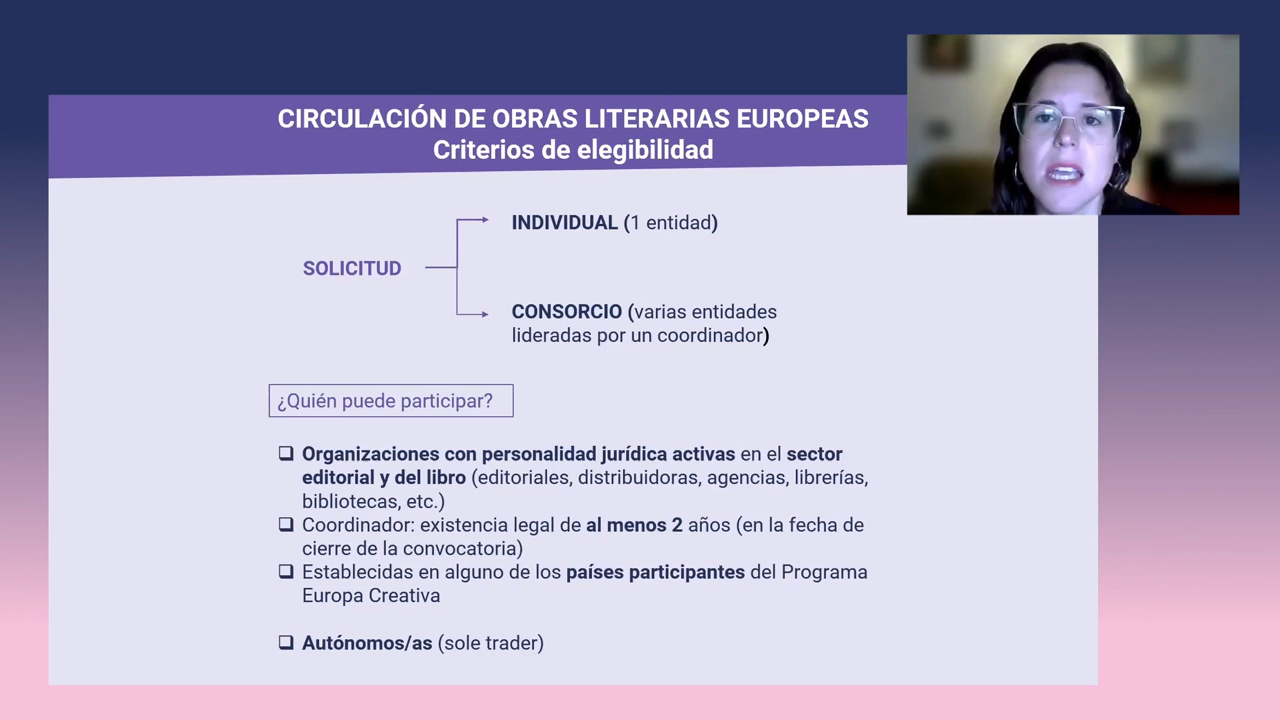 CIRCULACIÓN DE OBRAS LITERARIAS EUROPEAS
Criterios de elegibilidad
INDIVIDUAL (1 entidad)
SOLICITUD
CONSORCIO (varias entidades
lideradas por un coordinador)
¿Quién puede participar?
Organizaciones con personalidad jurídica activas en el sector
editorial y del libro (editoriales, distribuidoras, agencias, librerías,
bibliotecas, etc.)
Coordinador: existencia legal de al menos 2 años (en la fecha de
cierre de la convocatoria)
Establecidas en alguno de los países participantes del Programa
Europa Creativa
Autónomos/as (sole trader)